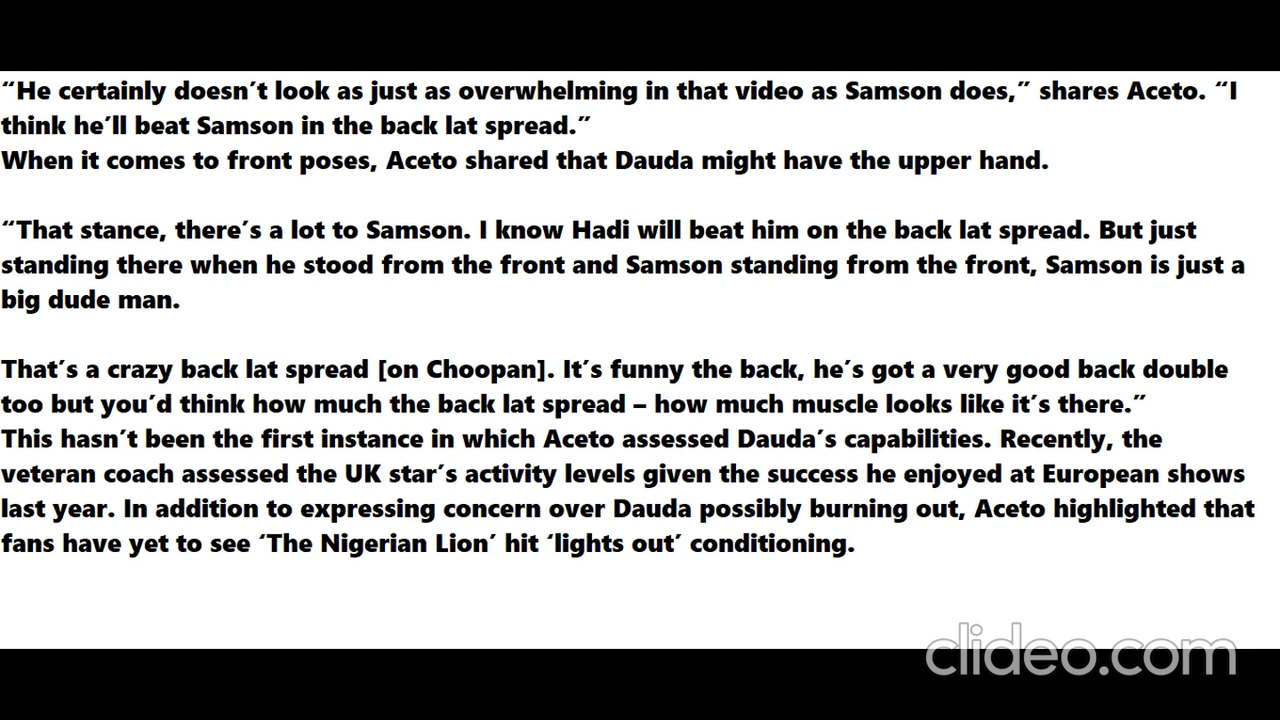 “He certainly doesn’t look as just as overwhelming in that video as Samson does,” shares Aceto. “I
think he’ll beat Samson in the back lat spread.”
When it comes to front poses, Aceto shared that Dauda might have the upper hand.
“That stance, there’s a lot to Samson. I know Hadi will beat him on the back lat spread. But just
standing there when he stood from the front and Samson standing from the front, Samson is just a
big dude man.
That’s a crazy back lat spread [on Choopan]. It’s funny the back, he’s got a very good back double
too but you’d think how much the back lat spread – how much muscle looks like it’s there.”
This hasn’t been the first instance in which Aceto assessed Dauda’s capabilities. Recently, the
veteran coach assessed the UK star’s activity levels given the success he enjoyed at European shows
last year. In addition to expressing concern over Dauda possibly burning out, Aceto highlighted that
fans have yet to see ‘The Nigerian Lion’ hit ‘lights out’ conditioning.
clideo.com